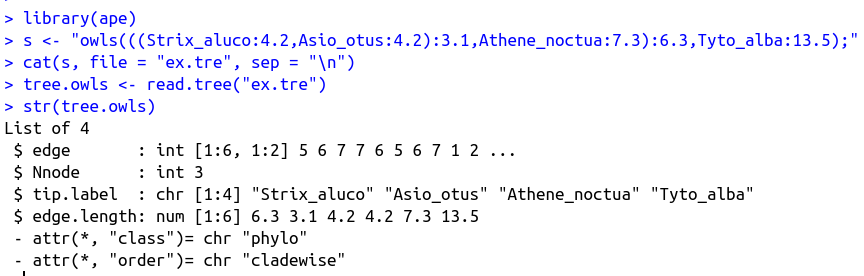 > library(ape)
> s <- "owls(((Strix_aluco:4.2,Asio_otus:4.2):3.1,Athene_noctua:7.3):6.3,Tyto_alba:13.5);"
> cat(s, file = "ex.tre", sep = "\n")
> tree.owls <- read.tree("ex.tre")
> str(tree.owls)
List of 4
 $ edge       : int [1:6, 1:2] 5 6 7 7 6 5 6 7 1 2 ...
 $ Nnode      : int 3
 $ tip.label  : chr [1:4] "Strix_aluco" "Asio_otus" "Athene_noctua" "Tyto_alba"
 $ edge.length: num [1:6] 6.3 3.1 4.2 4.2 7.3 13.5
 - attr(*, "class")= chr "phylo"
 - attr(*, "order")= chr "cladewise"